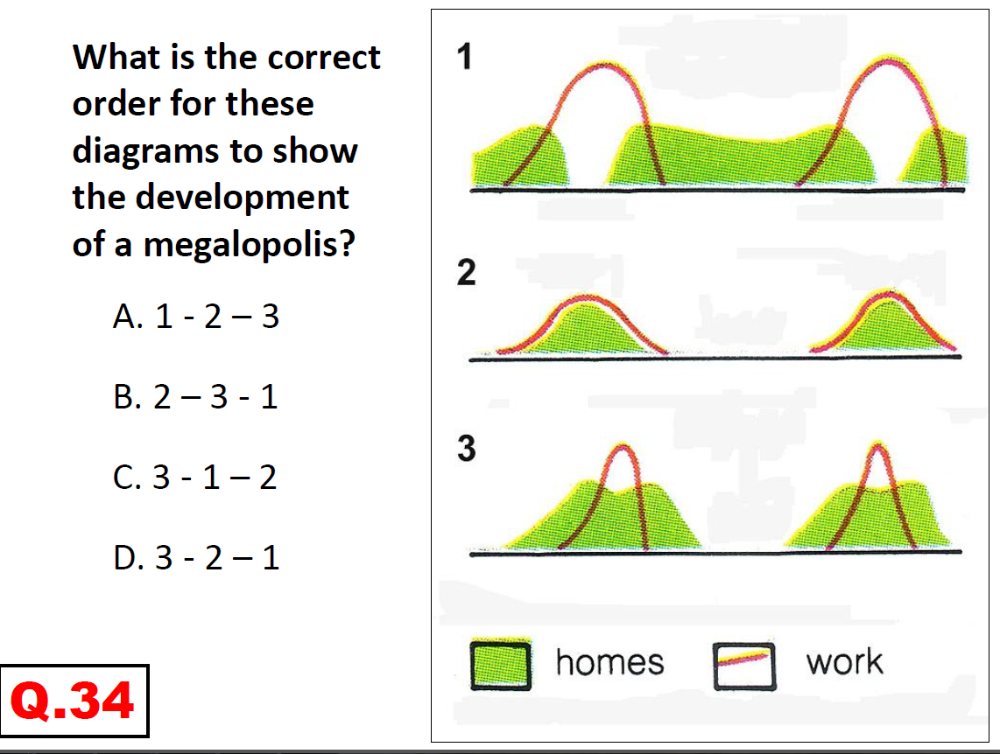 What is the correct
order for these
diagrams to show
the development
of a megalopolis?
A. 1 - 2 – 3
B. 2 – 3 - 1
C. 3 - 1 – 2
D. 3 - 2 – 1
Q.34
1
2
3
homes
work